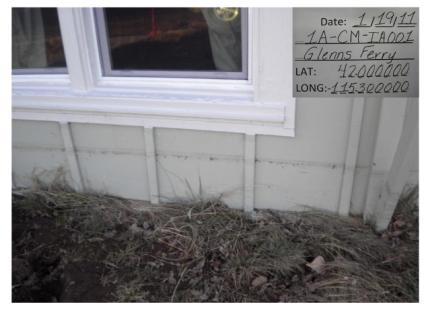 Date: 1/19/11
1A-CM-IA001
Glenns Ferry
LAT: 42000000
LONG:-115300000